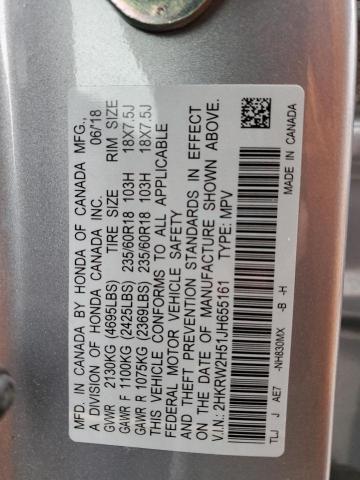 MFD. IN CANADA BY HONDA OF CANADA MFG.,
A DIVISION OF HONDA CANADA INC. 06/18
GVWR 2130KG (4695LBS) TIRE SIZE RIM SIZE
GAWR F 1100KG (2425LBS) 235/60R18 103H 18X7.5J
GAWR R 1075KG (2369LBS) 235/60R18 103H 18X7.5J
THIS VEHICLE CONFORMS TO ALL APPLICABLE
FEDERAL MOTOR VEHICLE SAFETY
AND THEFT PREVENTION STANDARDS IN EFFECT
ON THE DATE OF MANUFACTURE SHOWN ABOVE.
V.I.N.: 2HKRW2H51JH655161 TYPE: MPV
TLJ J AE7 -NH830MX -B -H MADE IN CANADA